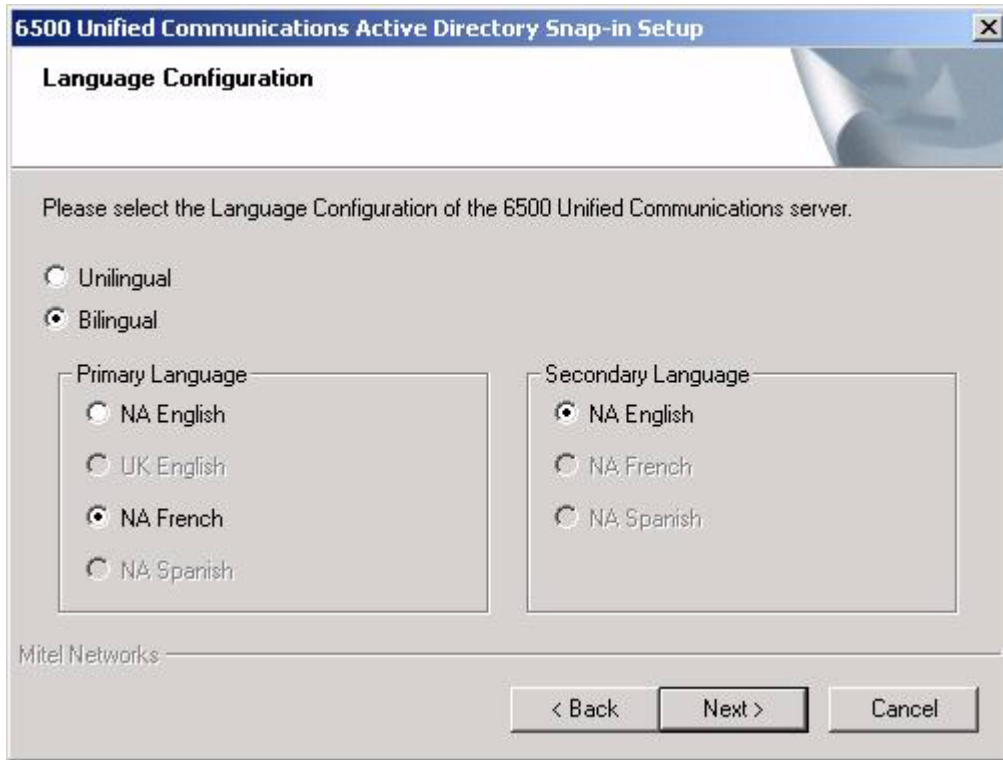 6500 Unified Communications Active Directory Snap-in Setup
Language Configuration
Please select the Language Configuration of the 6500 Unified Communications server.
Unilingual
Bilingual
Primary Language
NA English
UK English
NA French
NA Spanish
Secondary Language
NA English
NA French
NA Spanish
Mitel Networks
< Back
Next >
Cancel